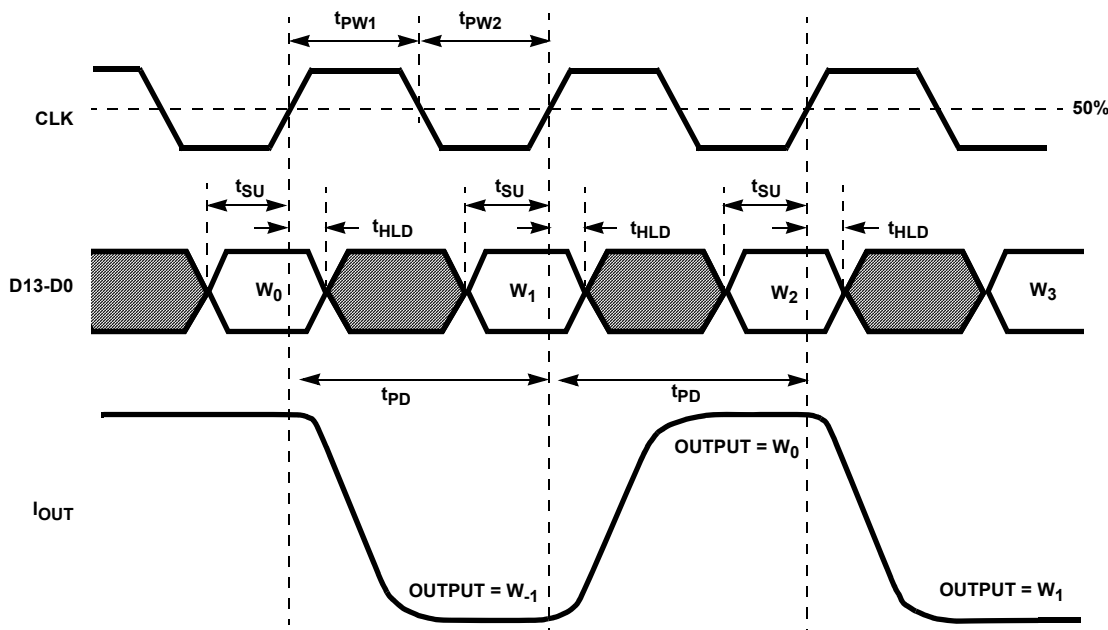 tPW1 tPW2
CLK 50%
tSU tSU tSU
tHLD tHLD tHLD
D13-D0 W0 W1 W2 W3
tPD tPD
OUTPUT = W0
IOUT
OUTPUT = W-1 OUTPUT = W1